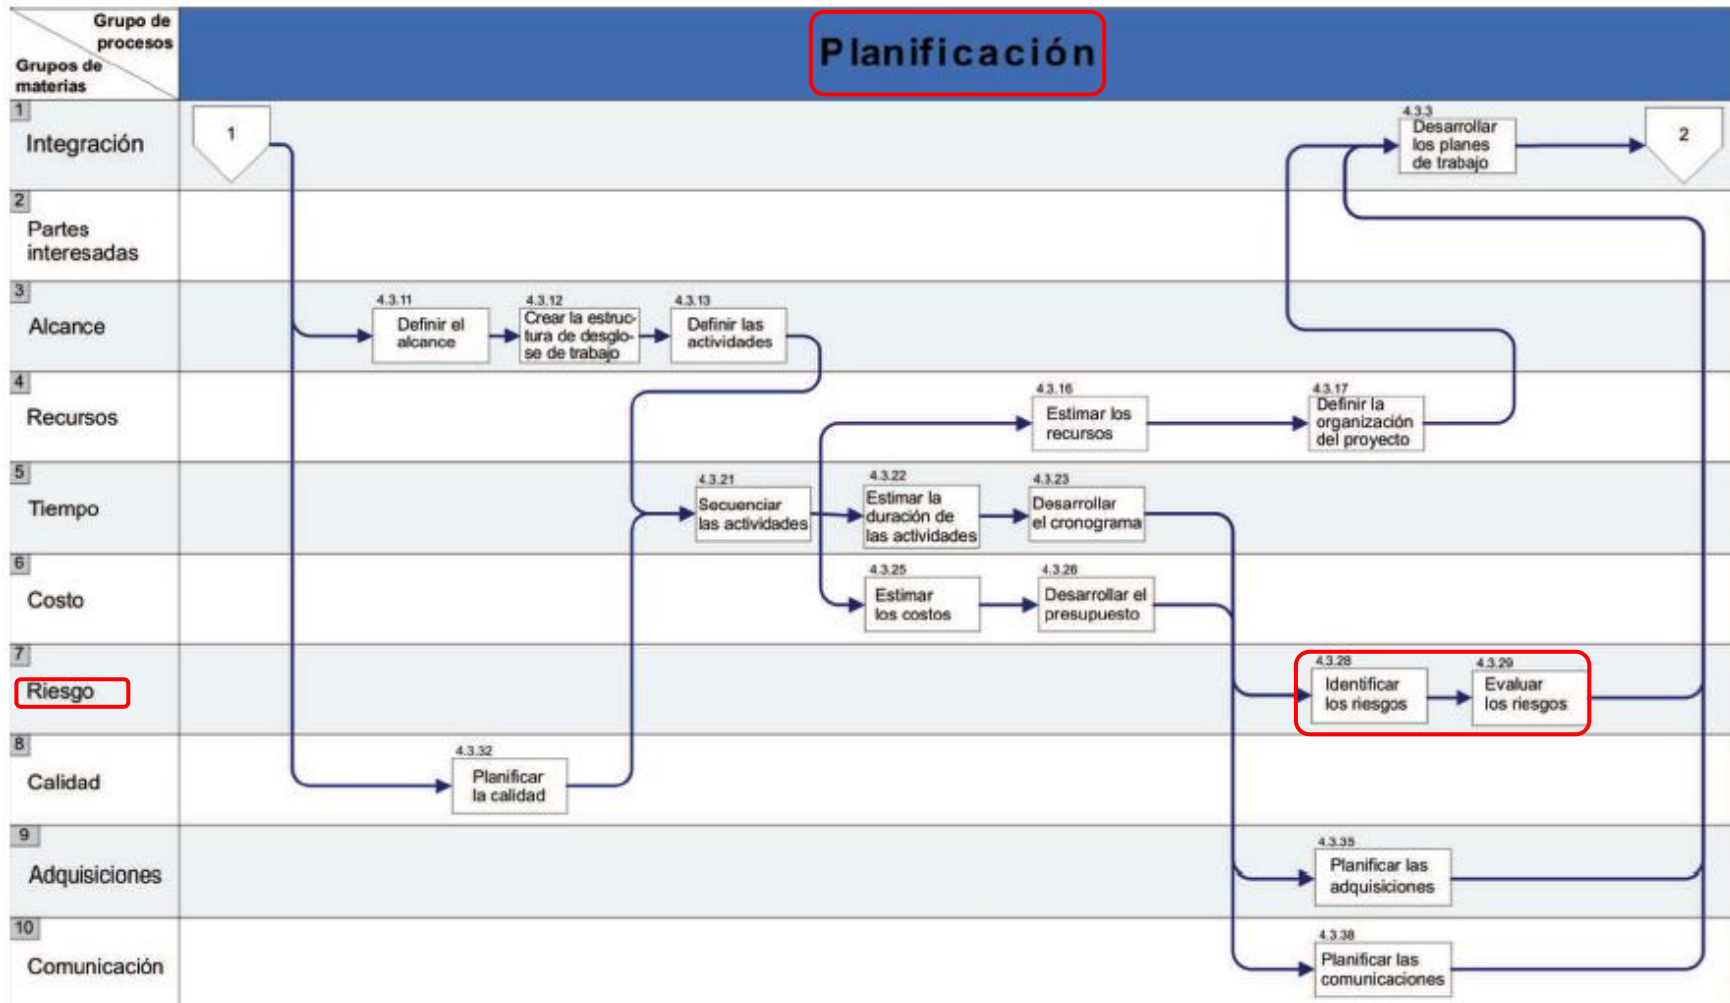 Grupo de
procesos
Grupos de
materias
Planificación
1
Integración
1
4.3.3
Desarrollar
los planes
de trabajo
2
2
Partes
interesadas
3
Alcance
4.3.11
Definir el
alcance
4.3.12
Crear la estruc-
tura de desglo-
se de trabajo
4.3.13
Definir las
actividades
4
Recursos
4.3.16
Estimar los
recursos
4.3.17
Definir la
organización
del proyecto
5
Tiempo
4.3.21
Secuenciar
las actividades
4.3.22
Estimar la
duración de
las actividades
4.3.23
Desarrollar
el cronograma
6
Costo
4.3.25
Estimar
los costos
4.3.26
Desarrollar el
presupuesto
7
Riesgo
4.3.28
Identificar
los riesgos
4.3.29
Evaluar
los riesgos
8
Calidad
4.3.32
Planificar
la calidad
9
Adquisiciones
4.3.35
Planificar las
adquisiciones
10
Comunicación
4.3.38
Planificar las
comunicaciones